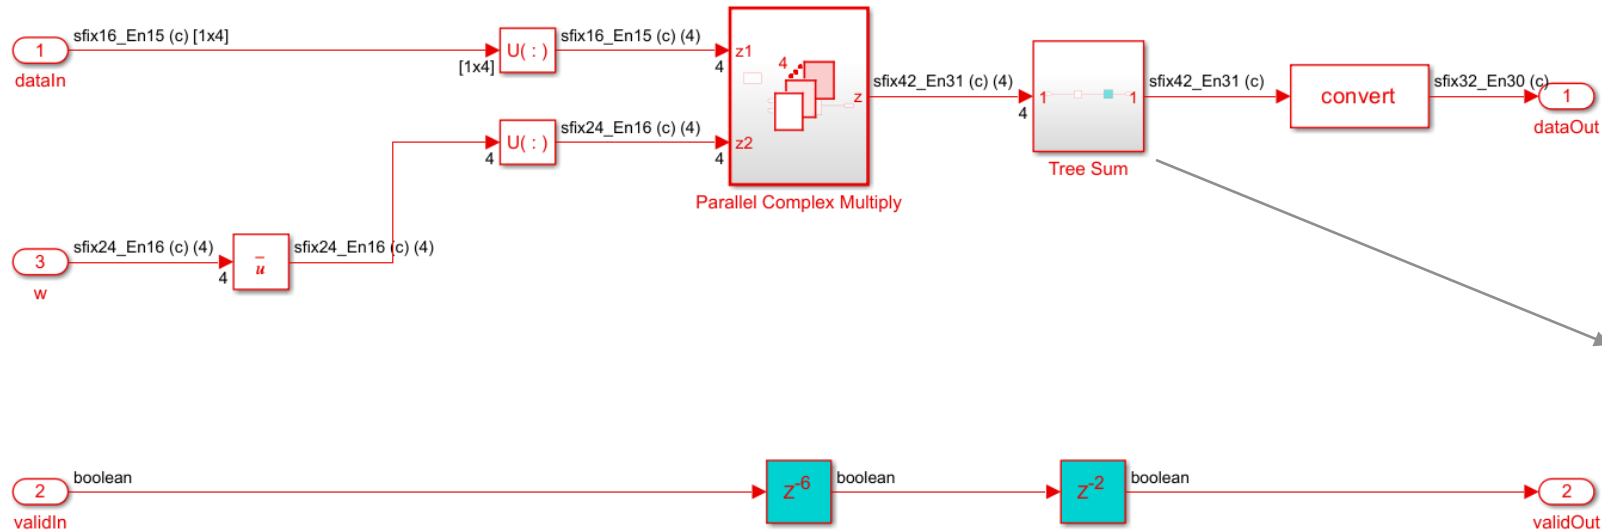 sfix16_En15 (c) [1x4]
1
dataIn
[1x4]
U( : )
sfix16_En15 (c) (4)
4
z1
4
z
z2
4
Parallel Complex Multiply
sfix42_En31 (c) (4)
4
1
1
Tree Sum
sfix42_En31 (c)
convert
sfix32_En30 (c)
1
dataOut
4
U( : )
sfix24_En16 (c) (4)
sfix24_En16 (c) (4)
3
w
4
u̅
sfix24_En16 (c) (4)
boolean
2
validIn
Z-6
boolean
Z-2
boolean
2
validOut